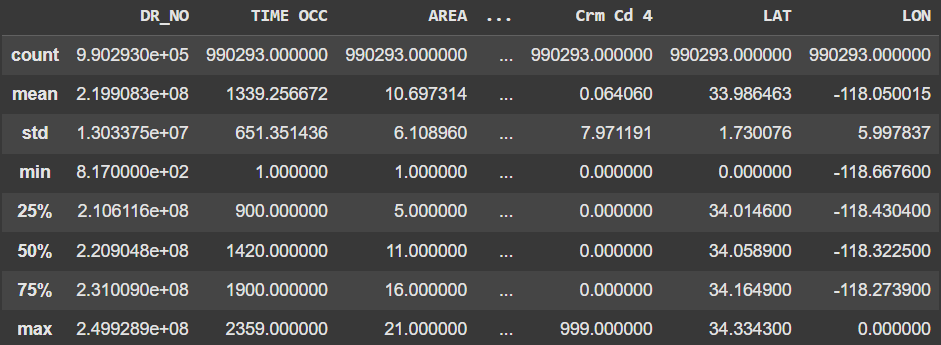 DR_NO TIME OCC AREA ... Crm Cd 4 LAT LON
count 9.902930e+05 990293.000000 990293.000000 ... 990293.000000 990293.000000 990293.000000
mean 2.199083e+08 1339.256672 10.697314 ... 0.064060 33.986463 -118.050015
std 1.303375e+07 651.351436 6.108960 ... 7.971191 1.730076 5.997837
min 8.170000e+02 1.000000 1.000000 ... 0.000000 0.000000 -118.667600
25% 2.106116e+08 900.000000 5.000000 ... 0.000000 34.014600 -118.430400
50% 2.209048e+08 1420.000000 11.000000 ... 0.000000 34.058900 -118.322500
75% 2.310090e+08 1900.000000 16.000000 ... 0.000000 34.164900 -118.273900
max 2.499289e+08 2359.000000 21.000000 ... 999.000000 34.334300 0.000000